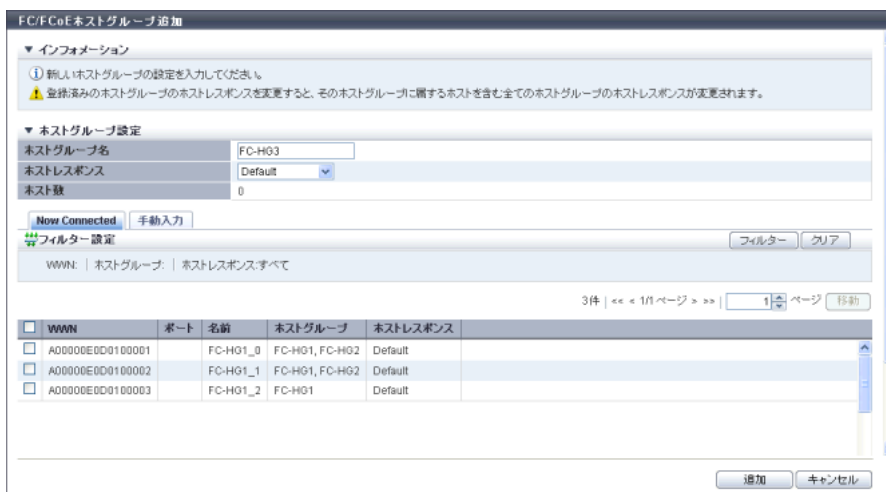 FC/FCoEホストグループ追加
▼ インフォメーション
新しいホストグループの設定を入力してください。
登録済みのホストグループのホストレスポンスを変更すると、そのホストグループに属するホストを含む全てのホストグループのホストレスポンスが変更されます。
▼ ホストグループ設定
ホストグループ名 FC-HG3
ホストレスポンス Default
ホスト数 0
Now Connected 手動入力
フィルター設定 フィルター クリア
WWN: | ホストグループ: | ホストレスポンス:すべて
3件 | << < 1/1 ページ > >> | 1 ページ 移動
WWN ポート 名前 ホストグループ ホストレスポンス
A00000E0D0100001 FC-HG1_0 FC-HG1, FC-HG2 Default
A00000E0D0100002 FC-HG1_1 FC-HG1, FC-HG2 Default
A00000E0D0100003 FC-HG1_2 FC-HG1 Default
追加 キャンセル